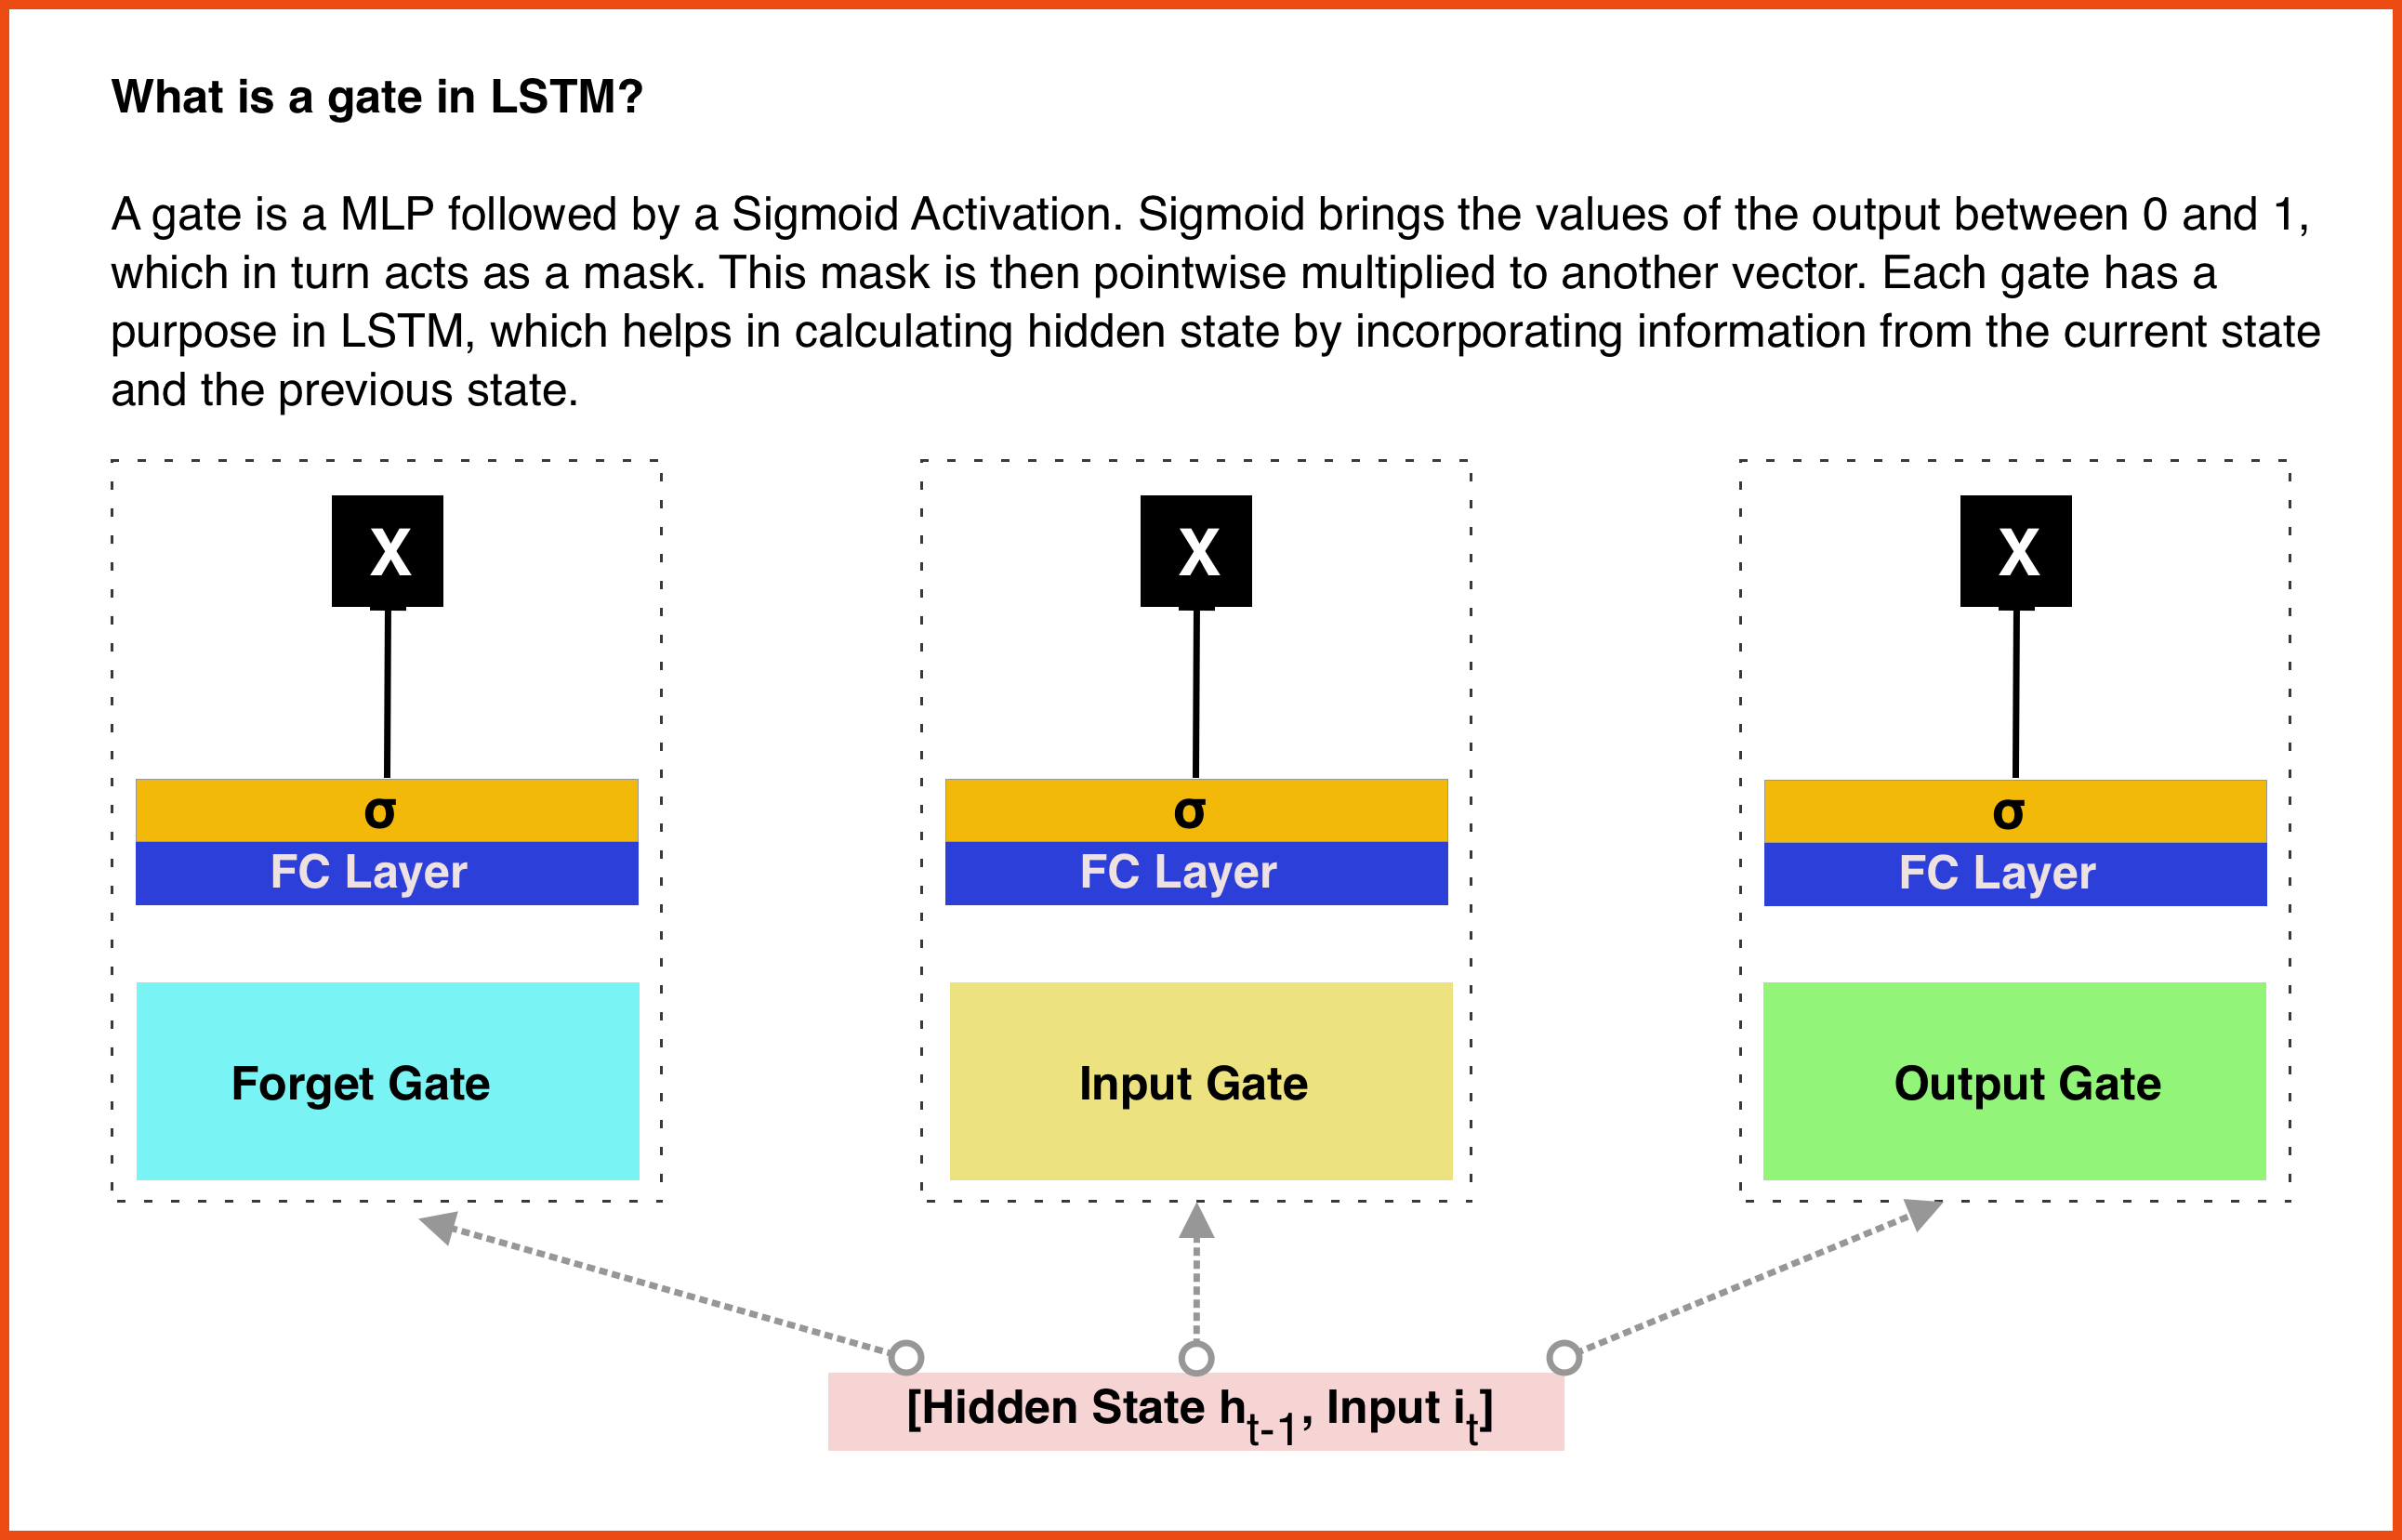 What is a gate in LSTM?
A gate is a MLP followed by a Sigmoid Activation. Sigmoid brings the values of the output between 0 and 1,
which in turn acts as a mask. This mask is then pointwise multiplied to another vector. Each gate has a
purpose in LSTM, which helps in calculating hidden state by incorporating information from the current state
and the previous state.
X X X
σ σ σ
FC Layer FC Layer FC Layer
Forget Gate Input Gate Output Gate
[Hidden State h_t-1, Input i_t]